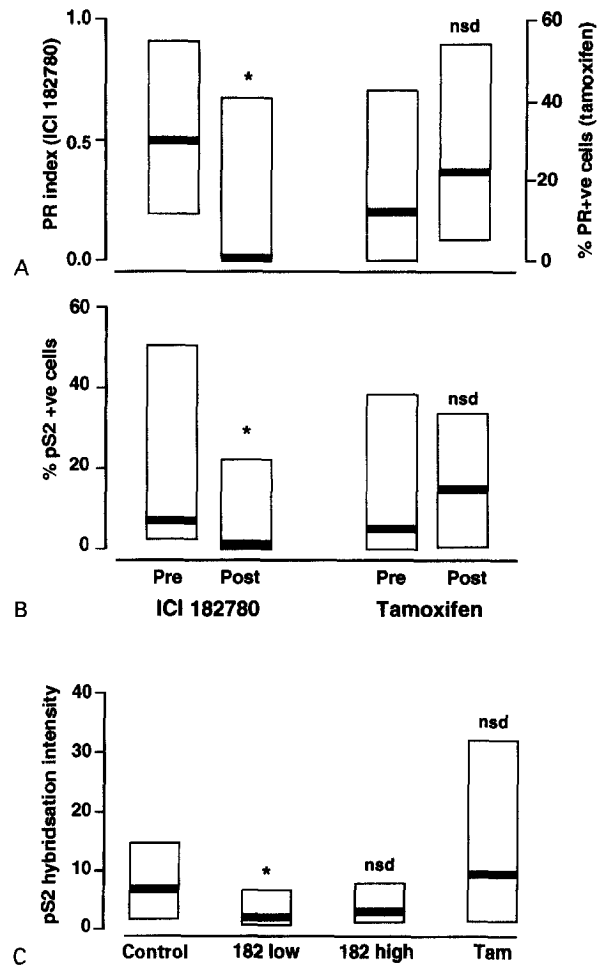 1.0
0.5
0.0
PR index (ICI 182780)
*
nsd
60
40
20
0
% PR+ve cells (tamoxifen)
A
60
40
20
0
% pS2 +ve cells
*
nsd
Pre Post Pre Post
ICI 182780 Tamoxifen
B
40
30
20
10
0
pS2 hybridsation intensity
*
nsd
nsd
Control 182 low 182 high Tam
C